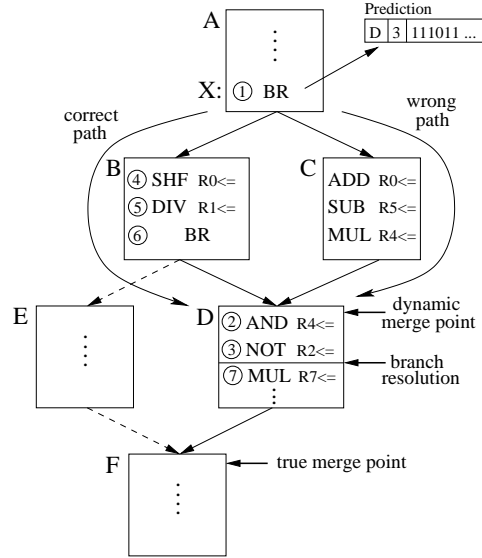 Prediction
D 3 111011 ...
A
X: ① BR
correct path
wrong path
B
④ SHF R0<=
⑤ DIV R1<=
⑥ BR
C
ADD R0<=
SUB R5<=
MUL R4<=
E
D
② AND R4<=
③ NOT R2<=
⑦ MUL R7<=
dynamic merge point
branch resolution
F
true merge point